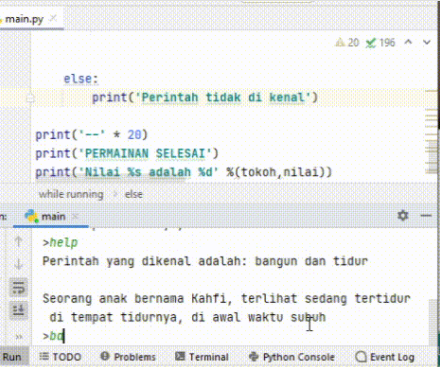 main.py
20 196
else:
print('Perintah tidak di kenal')
print('--' * 20)
print('PERMAINAN SELESAI')
print('Nilai %s adalah %d' %(tokoh,nilai))
while running > else
n: main
>help
Perintah yang dikenal adalah: bangun dan tidur
Seorang anak bernama Kahfi, terlihat sedang tertidur
di tempat tidurnya, di awal waktu subuh
>ba
Run TODO Problems Terminal Python Console Event Log